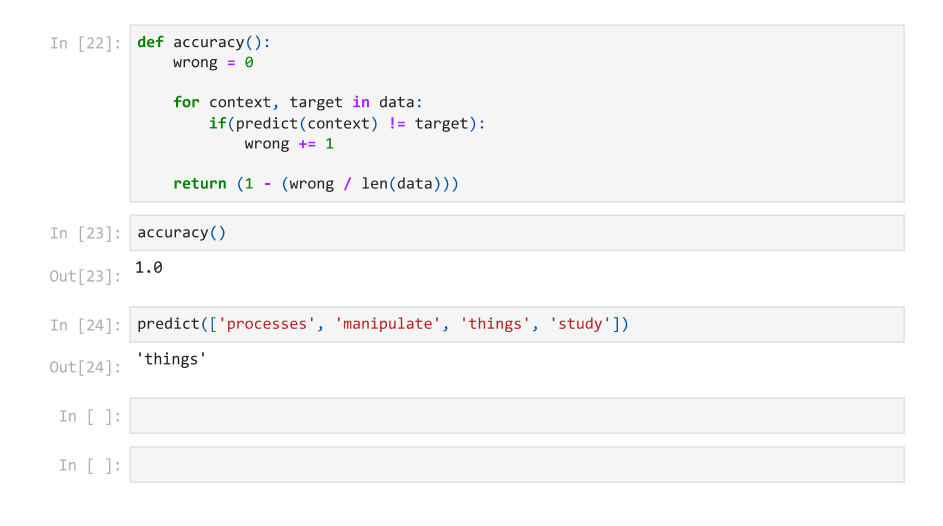 In [22]: def accuracy():
    wrong = 0
    for context, target in data:
        if(predict(context) != target):
            wrong += 1
    return (1 - (wrong / len(data)))
In [23]: accuracy()
Out[23]: 1.0
In [24]: predict(['processes', 'manipulate', 'things', 'study'])
Out[24]: 'things'
In [ ]:
In [ ]: